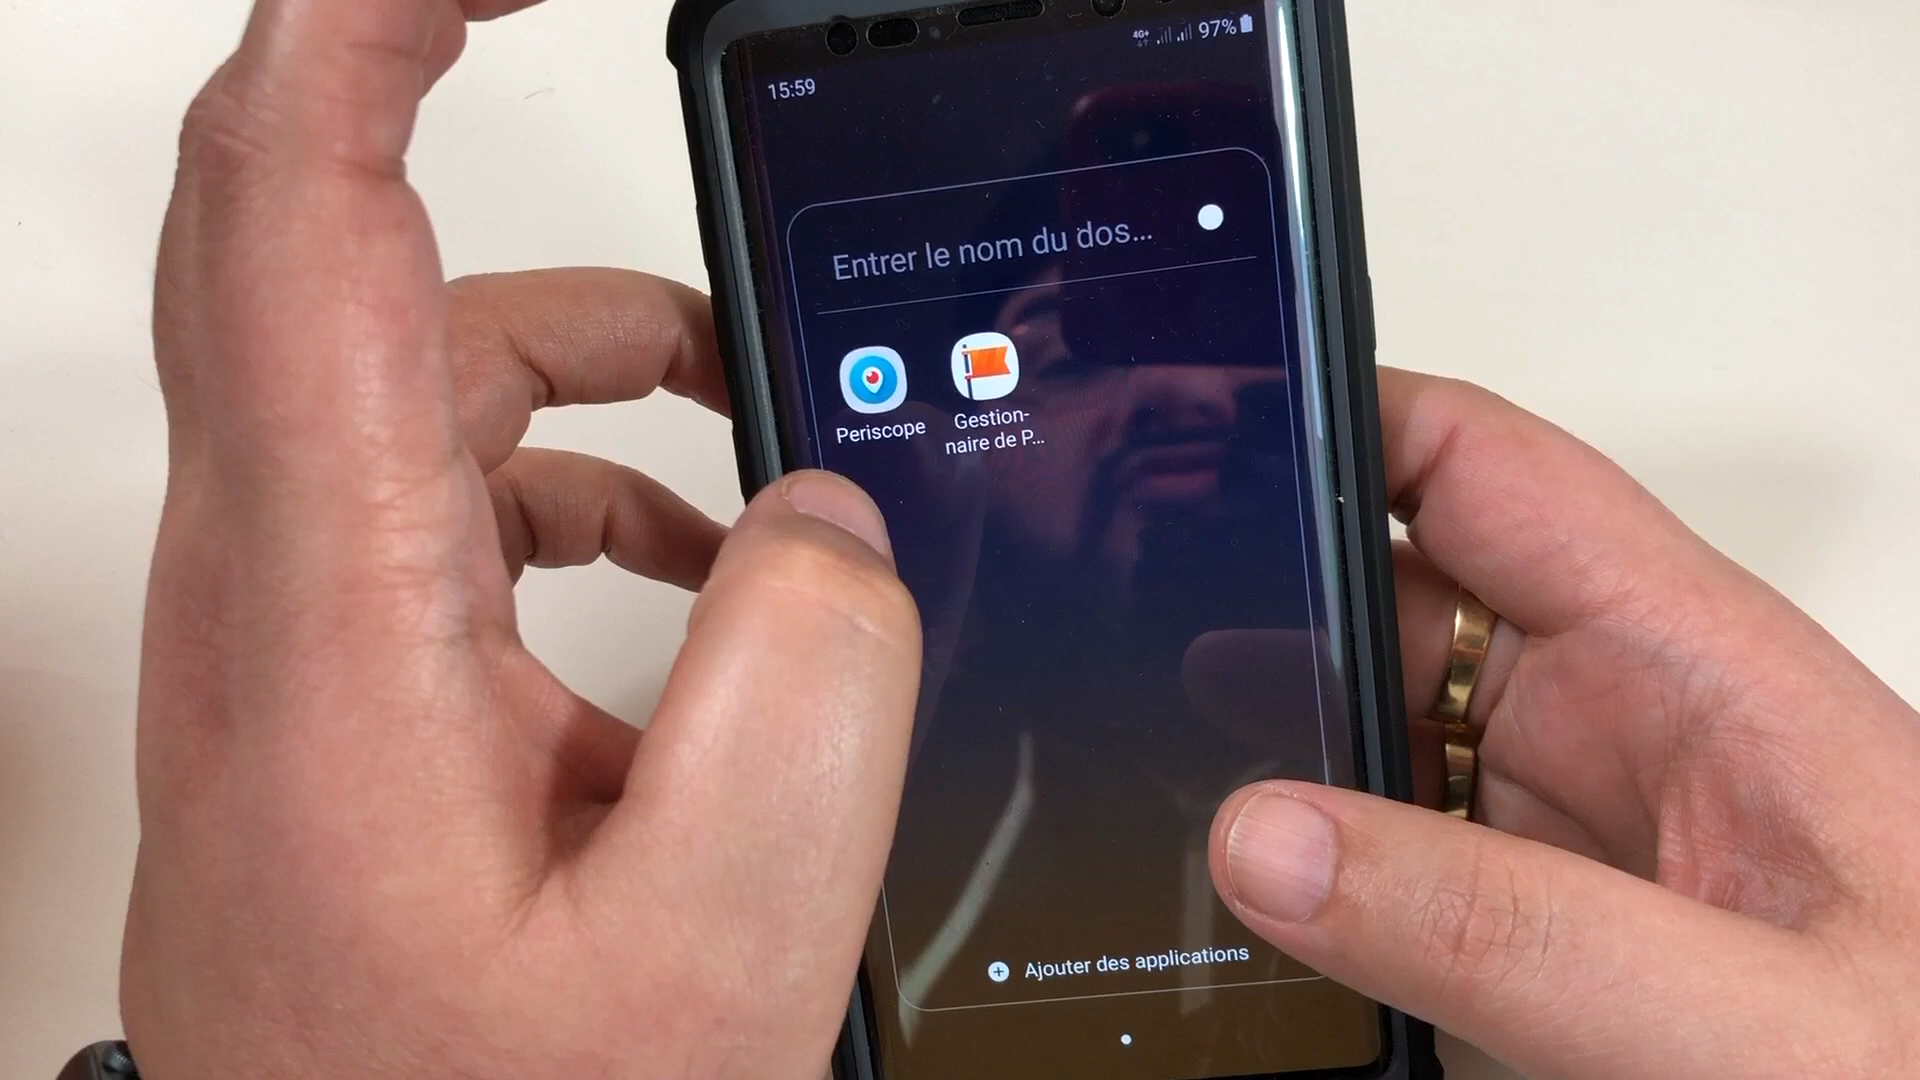 4G+ 97%
15:59
Entrer le nom du dos...
Periscope
Gestion-
naire de P...
Ajouter des applications